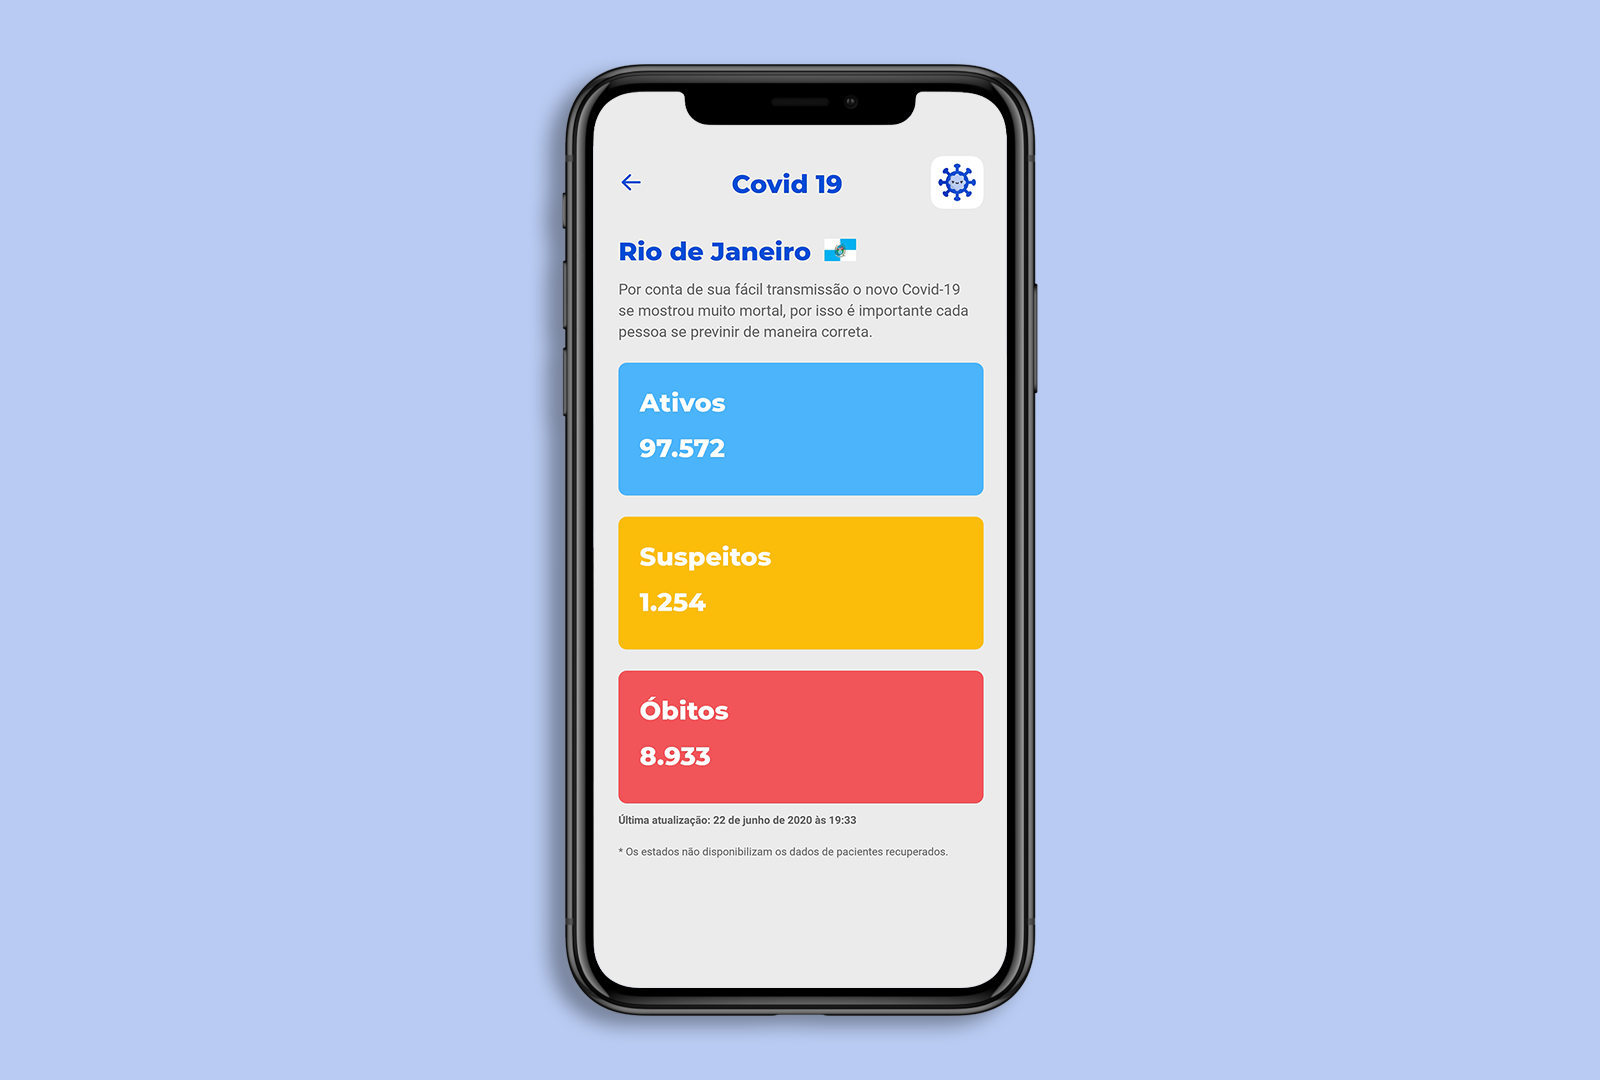 Covid 19
Rio de Janeiro
Por conta de sua fácil transmissão o novo Covid-19
se mostrou muito mortal, por isso é importante cada
pessoa se previnir de maneira correta.
Ativos
97.572
Suspeitos
1.254
Óbitos
8.933
Última atualização: 22 de junho de 2020 às 19:33
* Os estados não disponibilizam os dados de pacientes recuperados.